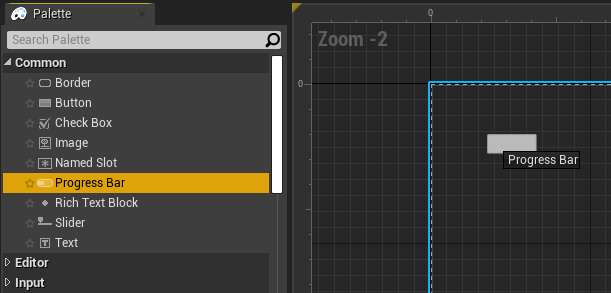 Palette
Search Palette
Common
Border
Button
Check Box
Image
Named Slot
Progress Bar
Rich Text Block
Slider
Text
Editor
Input
0
Zoom -2
0
Progress Bar